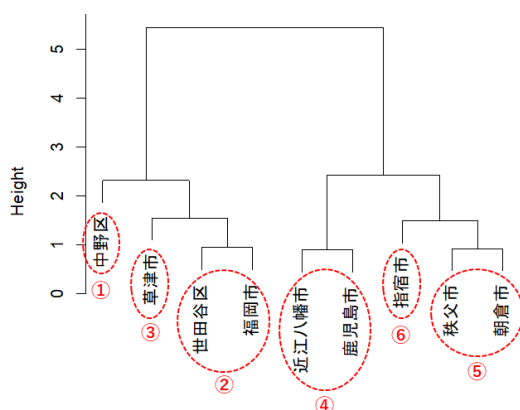 Height
5
4
3
2
1
0
中野区
草津市
世田谷区
福岡市
近江八幡市
鹿児島市
指宿市
秩父市
朝倉市
①
③
②
④
⑥
⑤